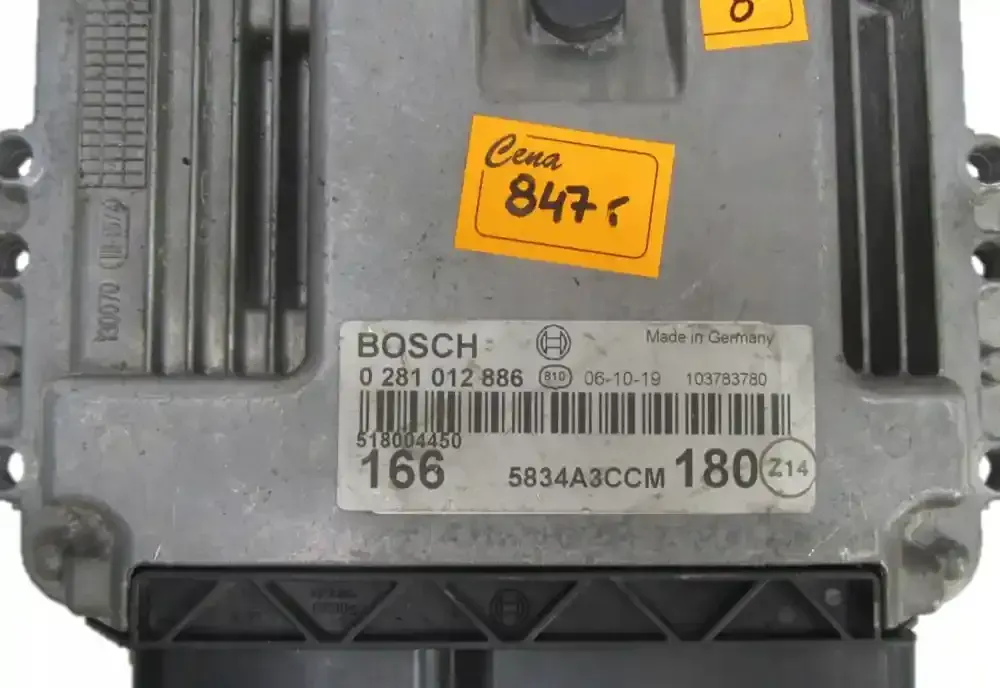 Cena
847
BOSCH Made in Germany
0 281 012 886 810 06-10-19 103783780
518004450
166 5834A3CCM 180 Z14